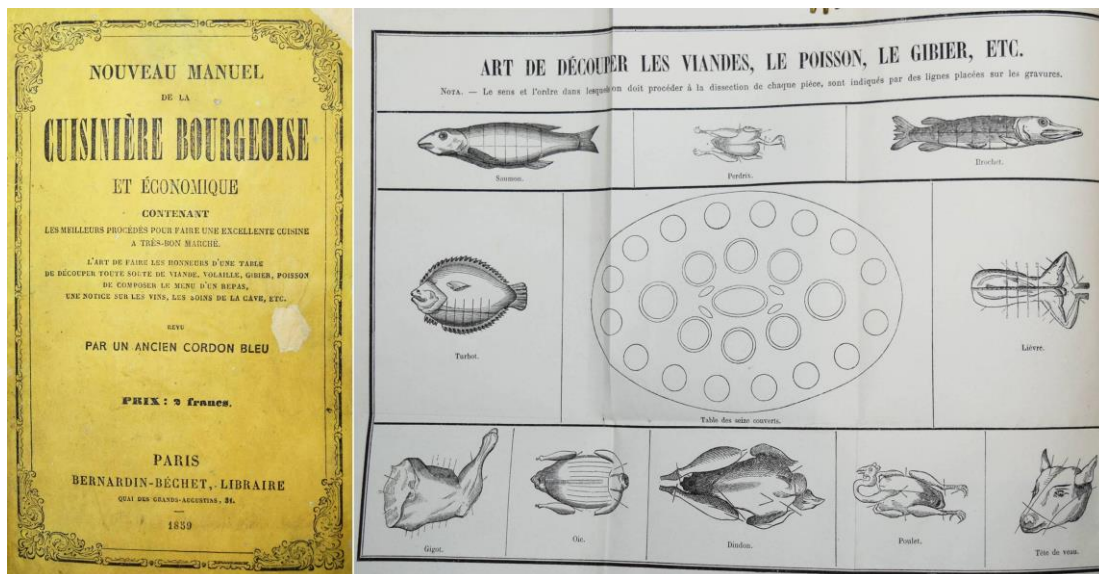 NOUVEAU MANUEL
DE LA
CUISINIÈRE BOURGEOISE
ET ÉCONOMIQUE
CONTENANT
LES MEILLEURS PROCÉDÉS POUR FAIRE UNE EXCELLENTE CUISINE
A TRÈS-BON MARCHÉ.
L'ART DE FAIRE LES HONNEURS D'UNE TABLE
DE DÉCOUPER TOUTE SORTE DE VIANDE, VOLAILLE, GIBIER, POISSON
DE COMPOSER LE MENU D'UN REPAS,
UNE NOTICE SUR LES VINS, LES SOINS DE LA CAVE, ETC.
REVU
PAR UN ANCIEN CORDON BLEU
PRIX : 2 francs.
PARIS
BERNARDIN-BÉCHET, LIBRAIRE
QUAI DES GRANDS-AUGUSTINS, 31.
1859
ART DE DÉCOUPER LES VIANDES, LE POISSON, LE GIBIER, ETC.
NOTA. — Le sens et l'ordre dans lesquels on doit procéder à la dissection de chaque pièce, sont indiqués par des lignes placées sur les gravures.
Saumon.
Perdrix.
Brochet.
Turbot.
Table des seize couverts.
Lièvre.
Gigot.
Oie.
Dindon.
Poulet.
Tête de veau.